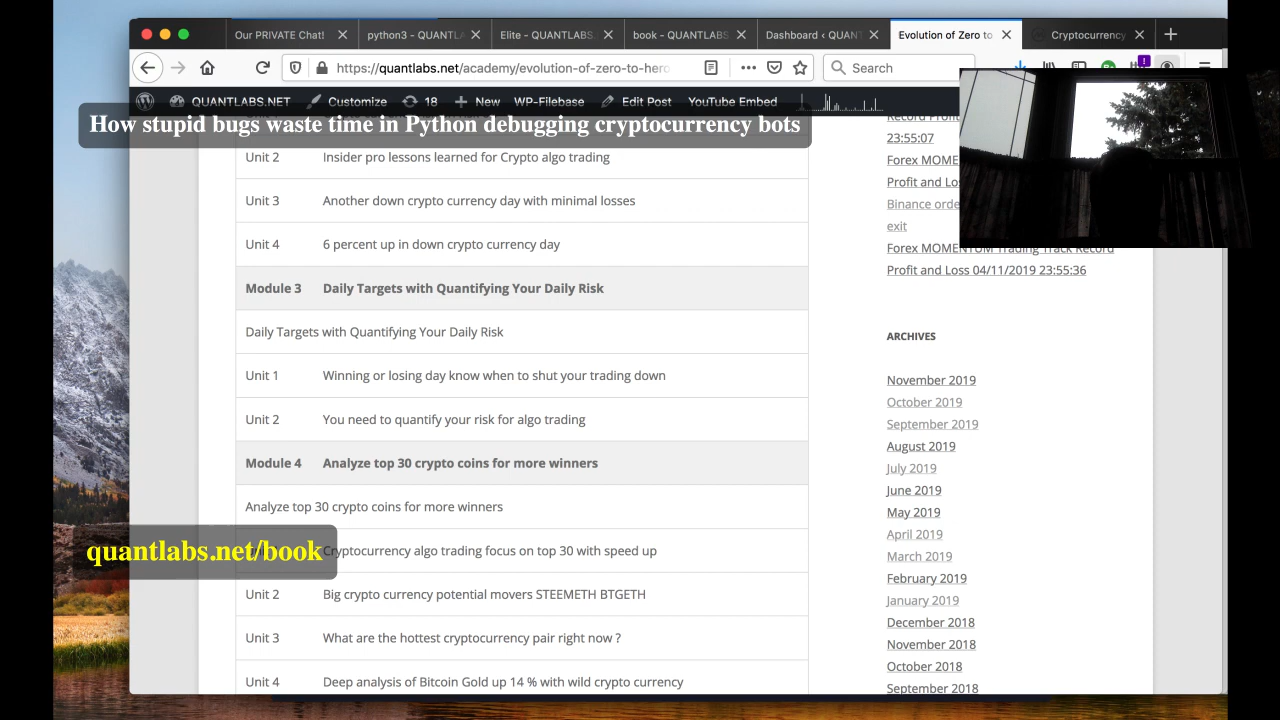 Our PRIVATE Chat!
python3 - QUANTLA
Elite - QUANTLABS.
book - QUANTLABS
Dashboard ‹ QUANT
Evolution of Zero to
Cryptocurrency
https://quantlabs.net/academy/evolution-of-zero-to-hero
Search
QUANTLABS.NET
Customize
18
New
WP-Filebase
Edit Post
YouTube Embed
How stupid bugs waste time in Python debugging cryptocurrency bots
Unit 2 Insider pro lessons learned for Crypto algo trading
Unit 3 Another down crypto currency day with minimal losses
Unit 4 6 percent up in down crypto currency day
Module 3 Daily Targets with Quantifying Your Daily Risk
Daily Targets with Quantifying Your Daily Risk
Unit 1 Winning or losing day know when to shut your trading down
Unit 2 You need to quantify your risk for algo trading
Module 4 Analyze top 30 crypto coins for more winners
Analyze top 30 crypto coins for more winners
quantlabs.net/book
Cryptocurrency algo trading focus on top 30 with speed up
Unit 2 Big crypto currency potential movers STEEMETH BTGETH
Unit 3 What are the hottest cryptocurrency pair right now ?
Unit 4 Deep analysis of Bitcoin Gold up 14 % with wild crypto currency
Record Profi
23:55:07
Forex MOME
Profit and Lo
Binance orde
exit
Forex MOMENTUM Trading Track Record
Profit and Loss 04/11/2019 23:55:36
ARCHIVES
November 2019
October 2019
September 2019
August 2019
July 2019
June 2019
May 2019
April 2019
March 2019
February 2019
January 2019
December 2018
November 2018
October 2018
September 2018